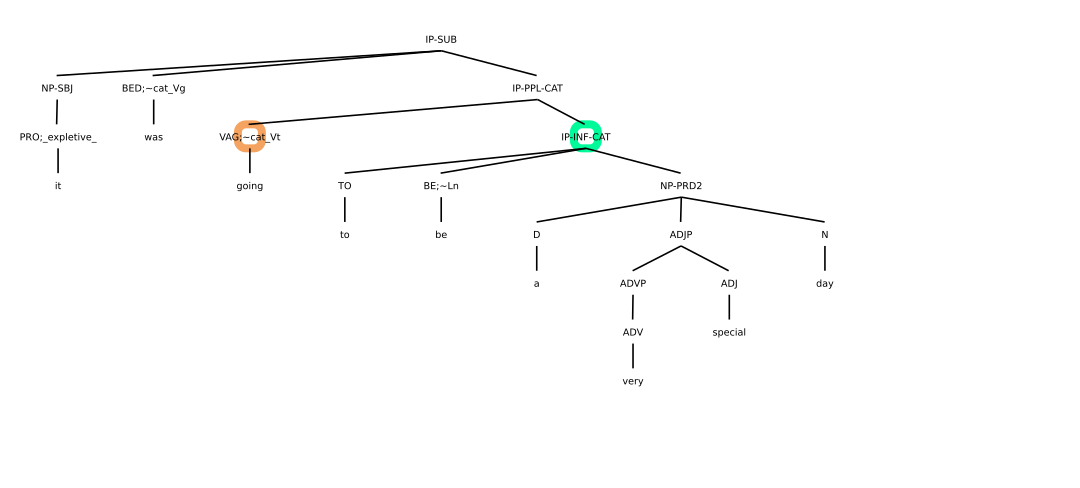 IP-SUB
NP-SBJ BED;~cat_Vg IP-PPL-CAT
PRO;_expletive_ was VAG;~cat_Vt IP-INF-CAT
it going TO BE;~Ln NP-PRD2
to be D ADJP N
a ADVP ADJ day
ADV special
very